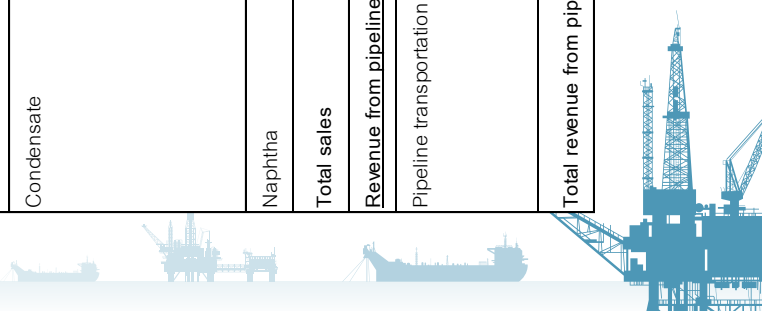 Condensate
Naphtha
Total sales
Revenue from pipeline
Pipeline transportation
Total revenue from pip